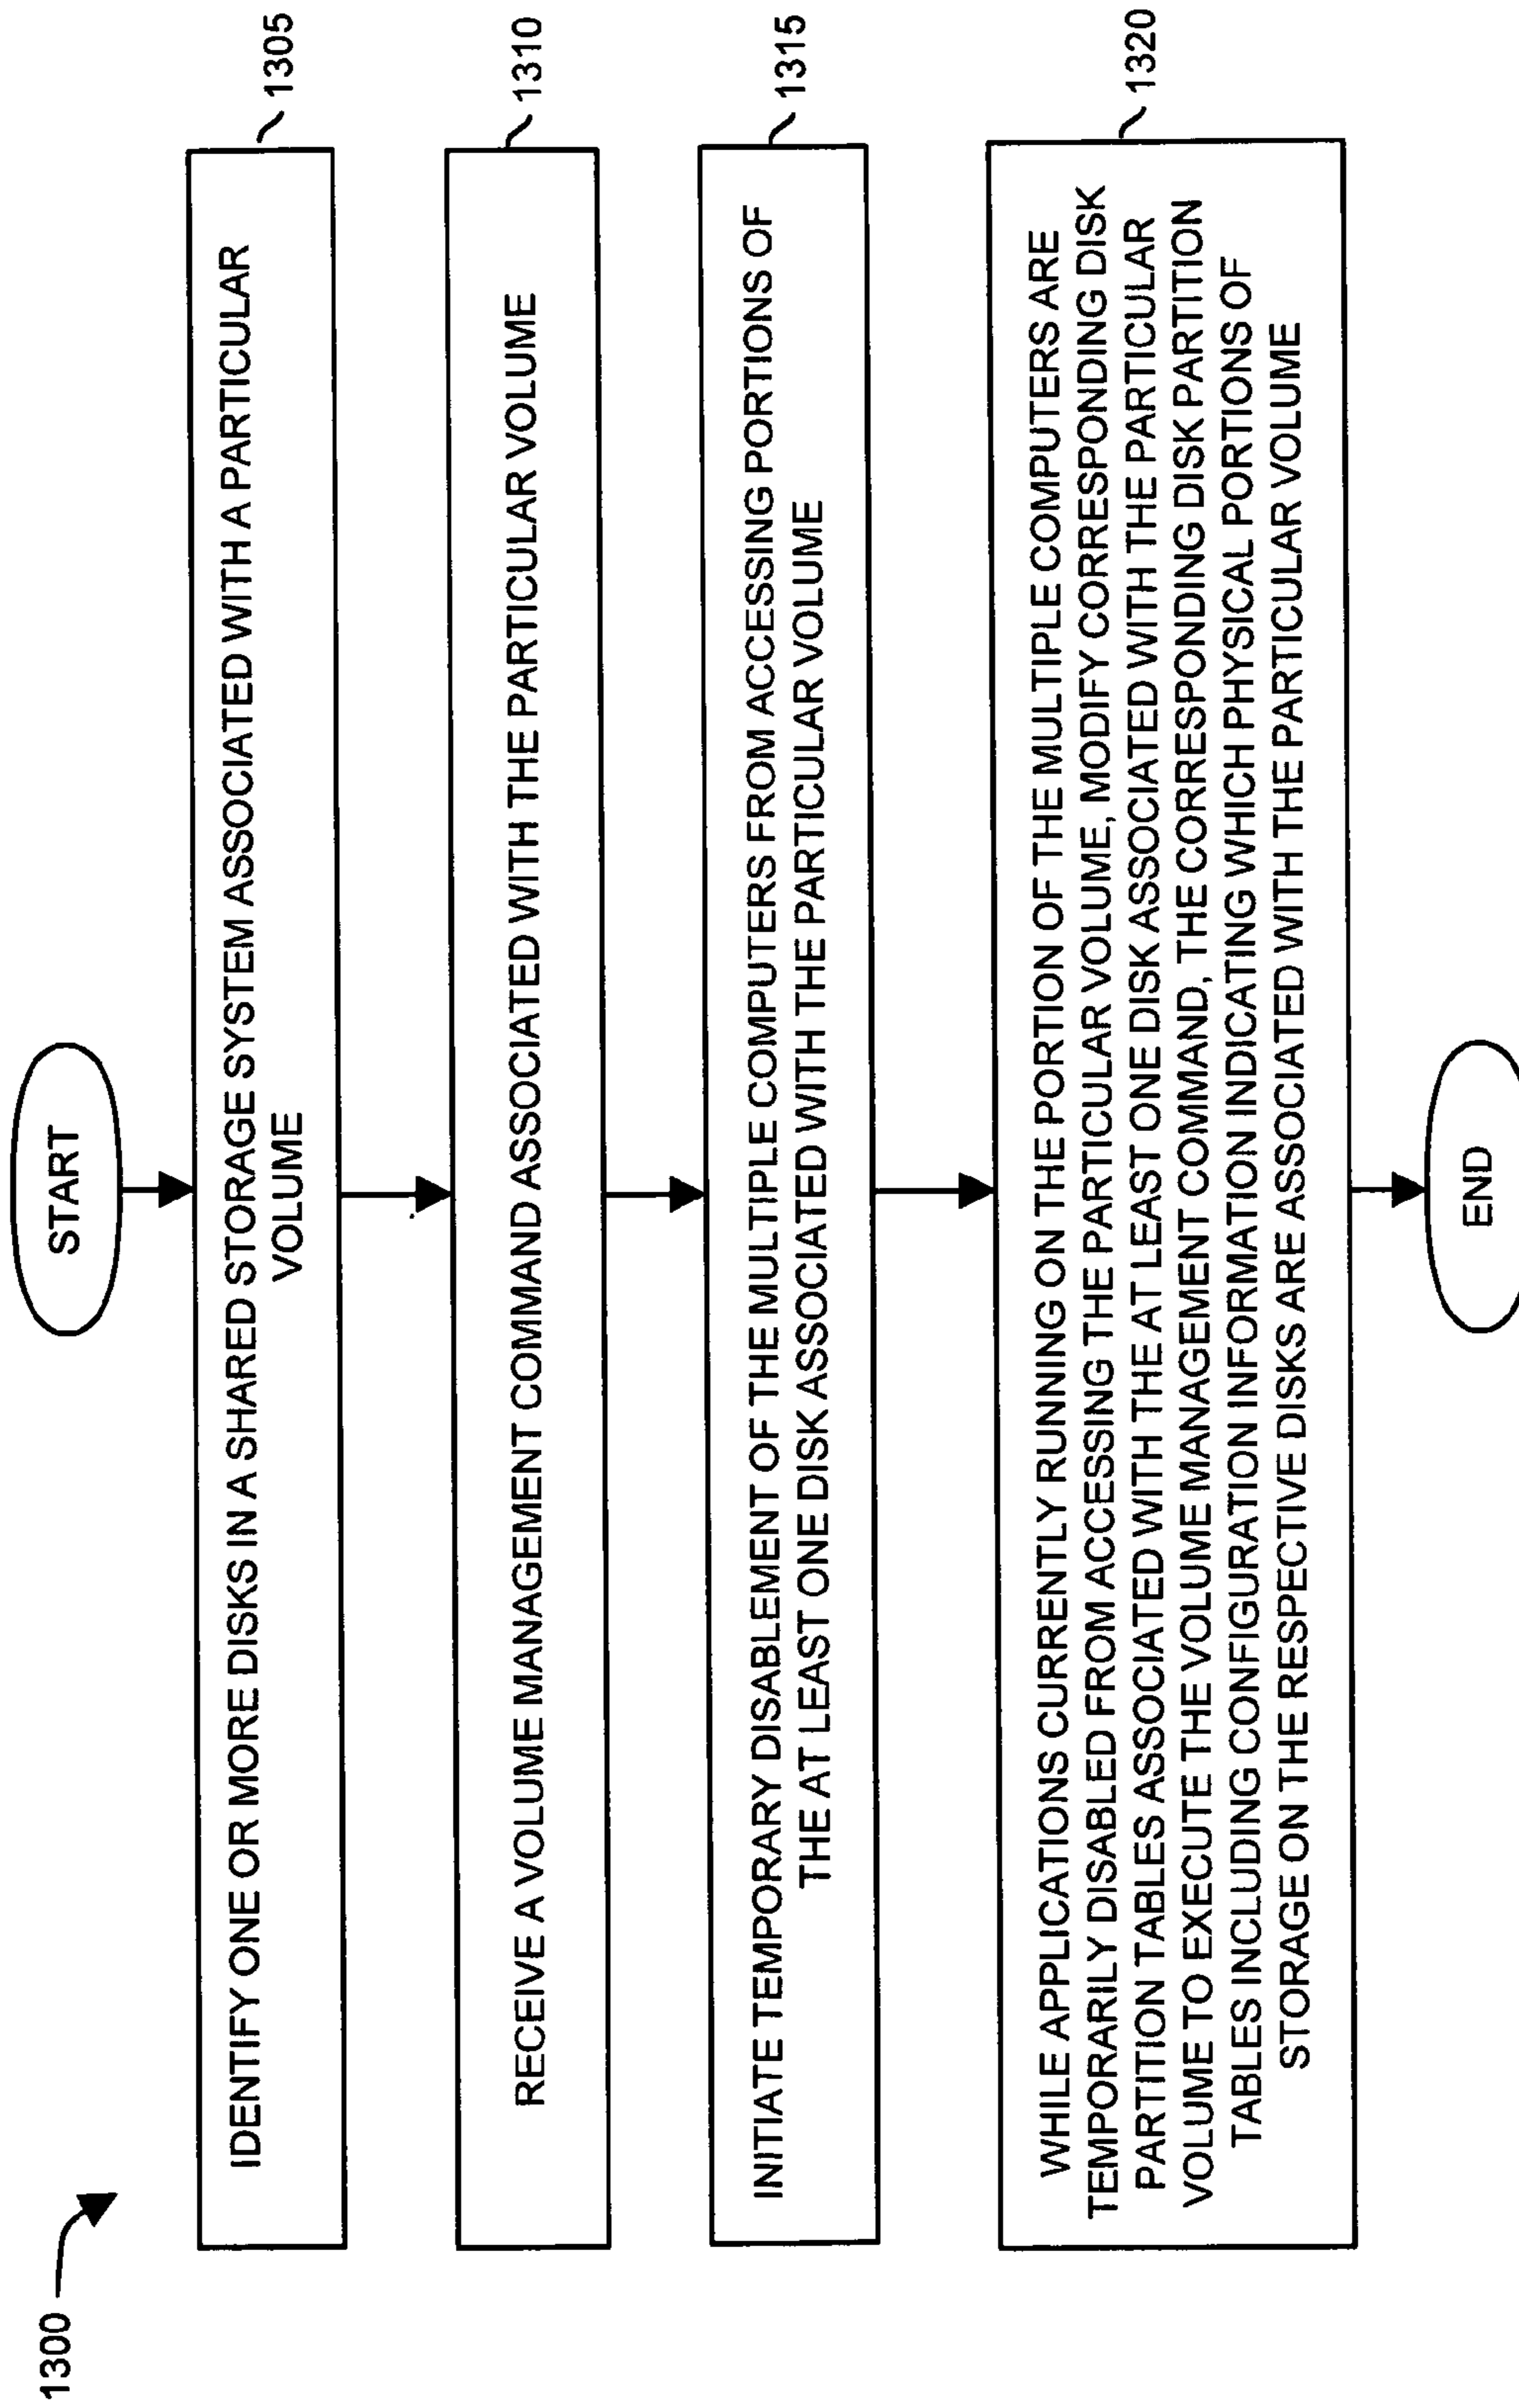 1300
START
IDENTIFY ONE OR MORE DISKS IN A SHARED STORAGE SYSTEM ASSOCIATED WITH A PARTICULAR
VOLUME
1305
RECEIVE A VOLUME MANAGEMENT COMMAND ASSOCIATED WITH THE PARTICULAR VOLUME
1310
INITIATE TEMPORARY DISABLEMENT OF THE MULTIPLE COMPUTERS FROM ACCESSING PORTIONS OF
THE AT LEAST ONE DISK ASSOCIATED WITH THE PARTICULAR VOLUME
1315
WHILE APPLICATIONS CURRENTLY RUNNING ON THE PORTION OF THE MULTIPLE COMPUTERS ARE
TEMPORARILY DISABLED FROM ACCESSING THE PARTICULAR VOLUME, MODIFY CORRESPONDING DISK
PARTITION TABLES ASSOCIATED WITH THE AT LEAST ONE DISK ASSOCIATED WITH THE PARTICULAR
VOLUME TO EXECUTE THE VOLUME MANAGEMENT COMMAND, THE CORRESPONDING DISK PARTITION
TABLES INCLUDING CONFIGURATION INFORMATION INDICATING WHICH PHYSICAL PORTIONS OF
STORAGE ON THE RESPECTIVE DISKS ARE ASSOCIATED WITH THE PARTICULAR VOLUME
1320
END